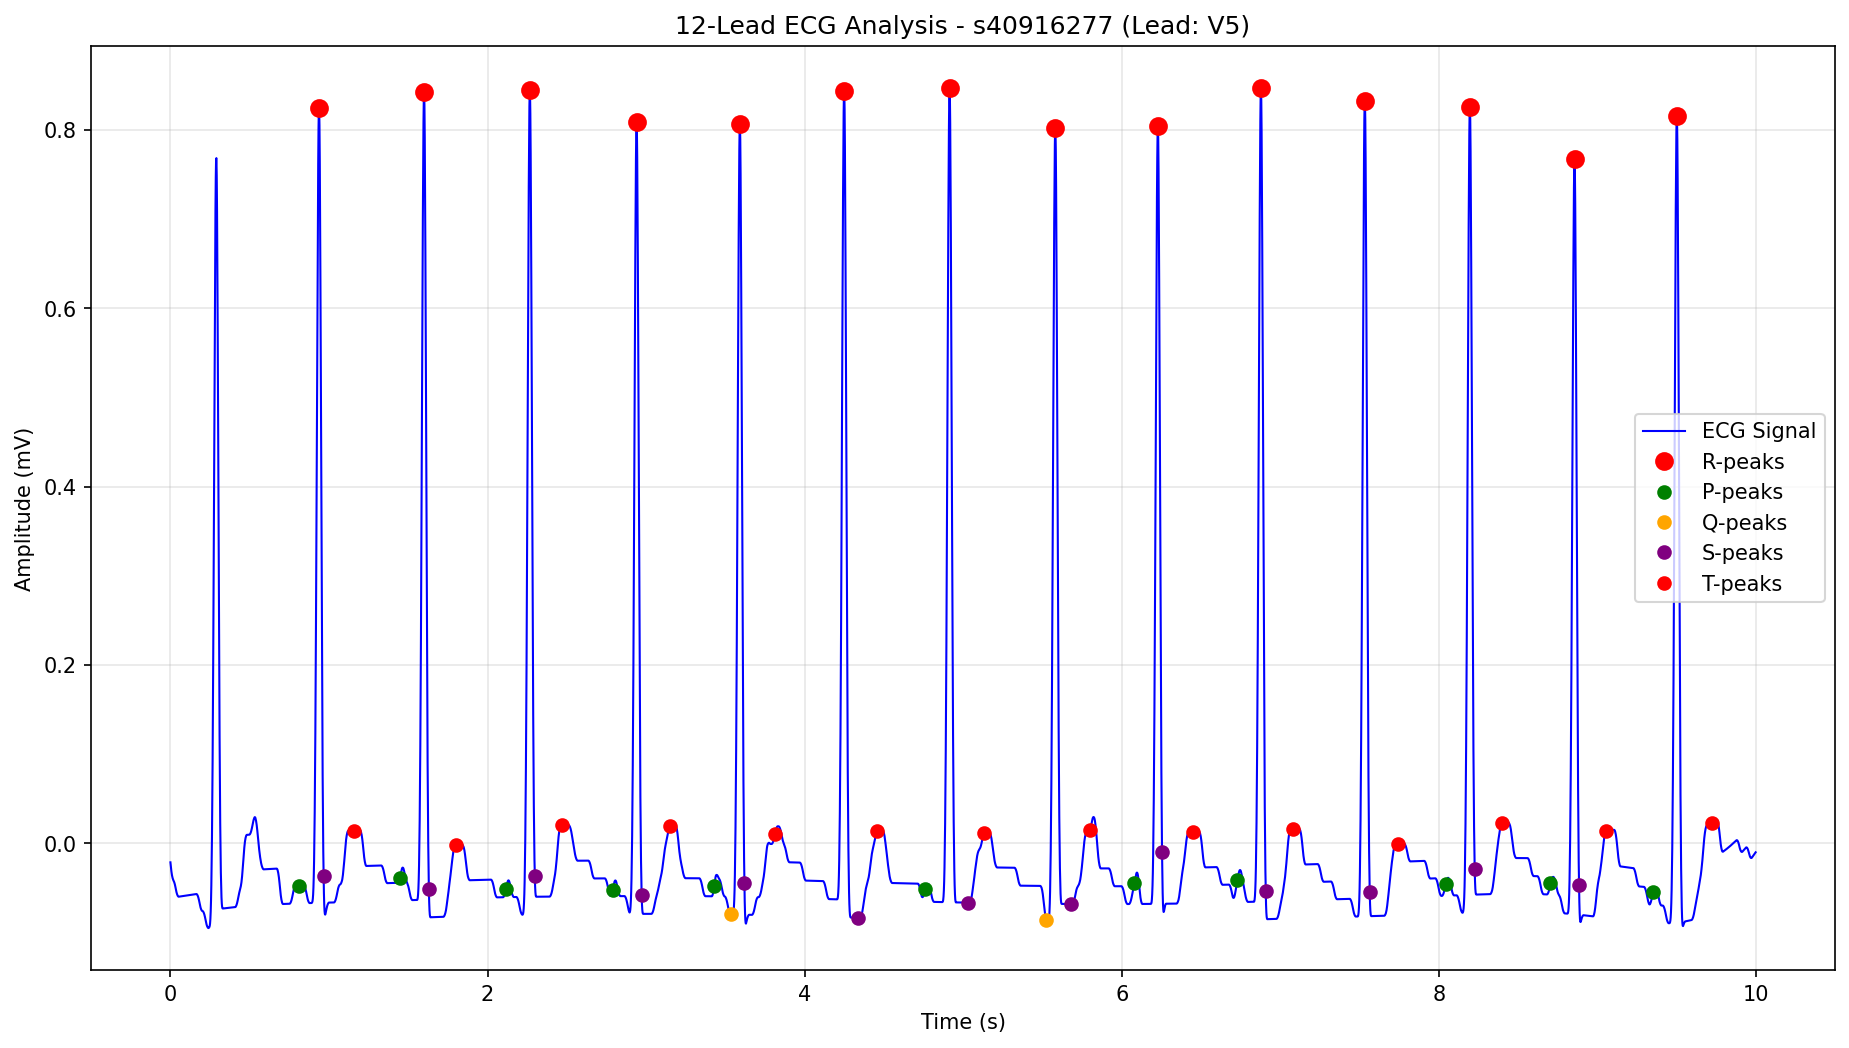 12-Lead ECG Analysis - s40916277 (Lead: V5)
Amplitude (mV)
0.8
0.6
0.4
0.2
0.0
ECG Signal
R-peaks
P-peaks
Q-peaks
S-peaks
T-peaks
0 2 4 6 8 10
Time (s)